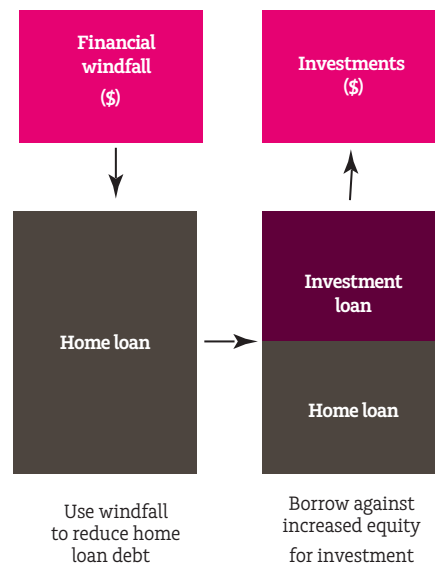 Financial
windfall
($)
Investments
($)
Home loan
Investment
loan
Home loan
Use windfall
to reduce home
loan debt
Borrow against
increased equity
for investment